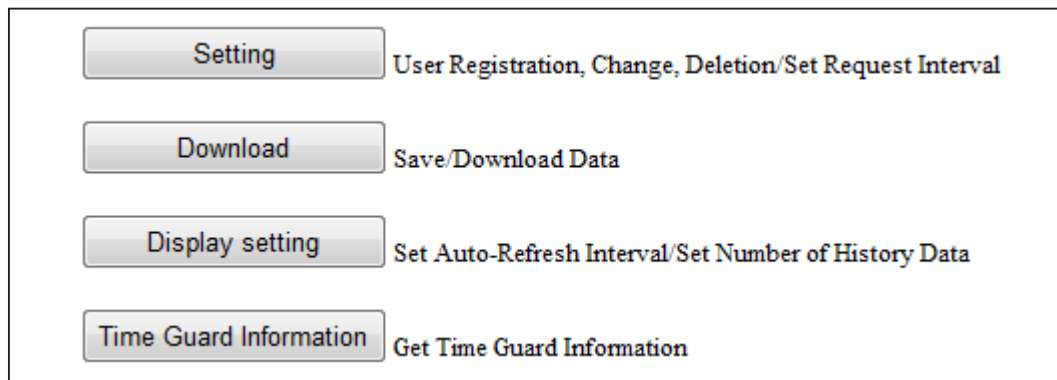 Setting User Registration, Change, Deletion/Set Request Interval
Download Save/Download Data
Display setting Set Auto-Refresh Interval/Set Number of History Data
Time Guard Information Get Time Guard Information